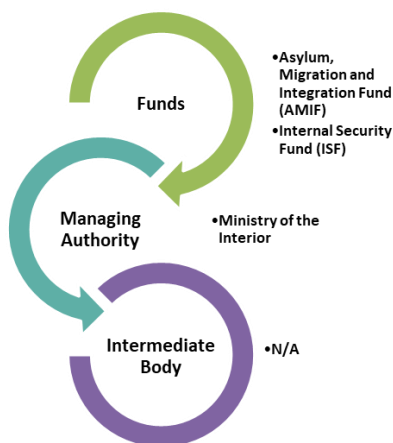 Funds
•Asylum,
Migration and
Integration Fund
(AMIF)
•Internal Security
Fund (ISF)
Managing
Authority
•Ministry of the
Interior
Intermediate
Body
•N/A